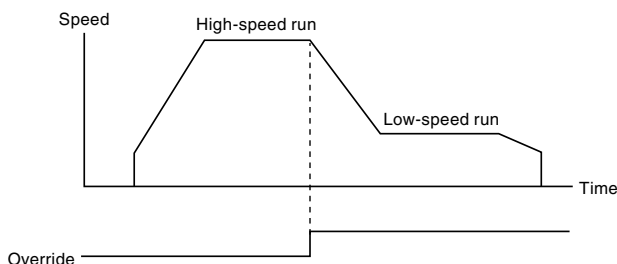 Speed
High-speed run
Low-speed run
Time
Override